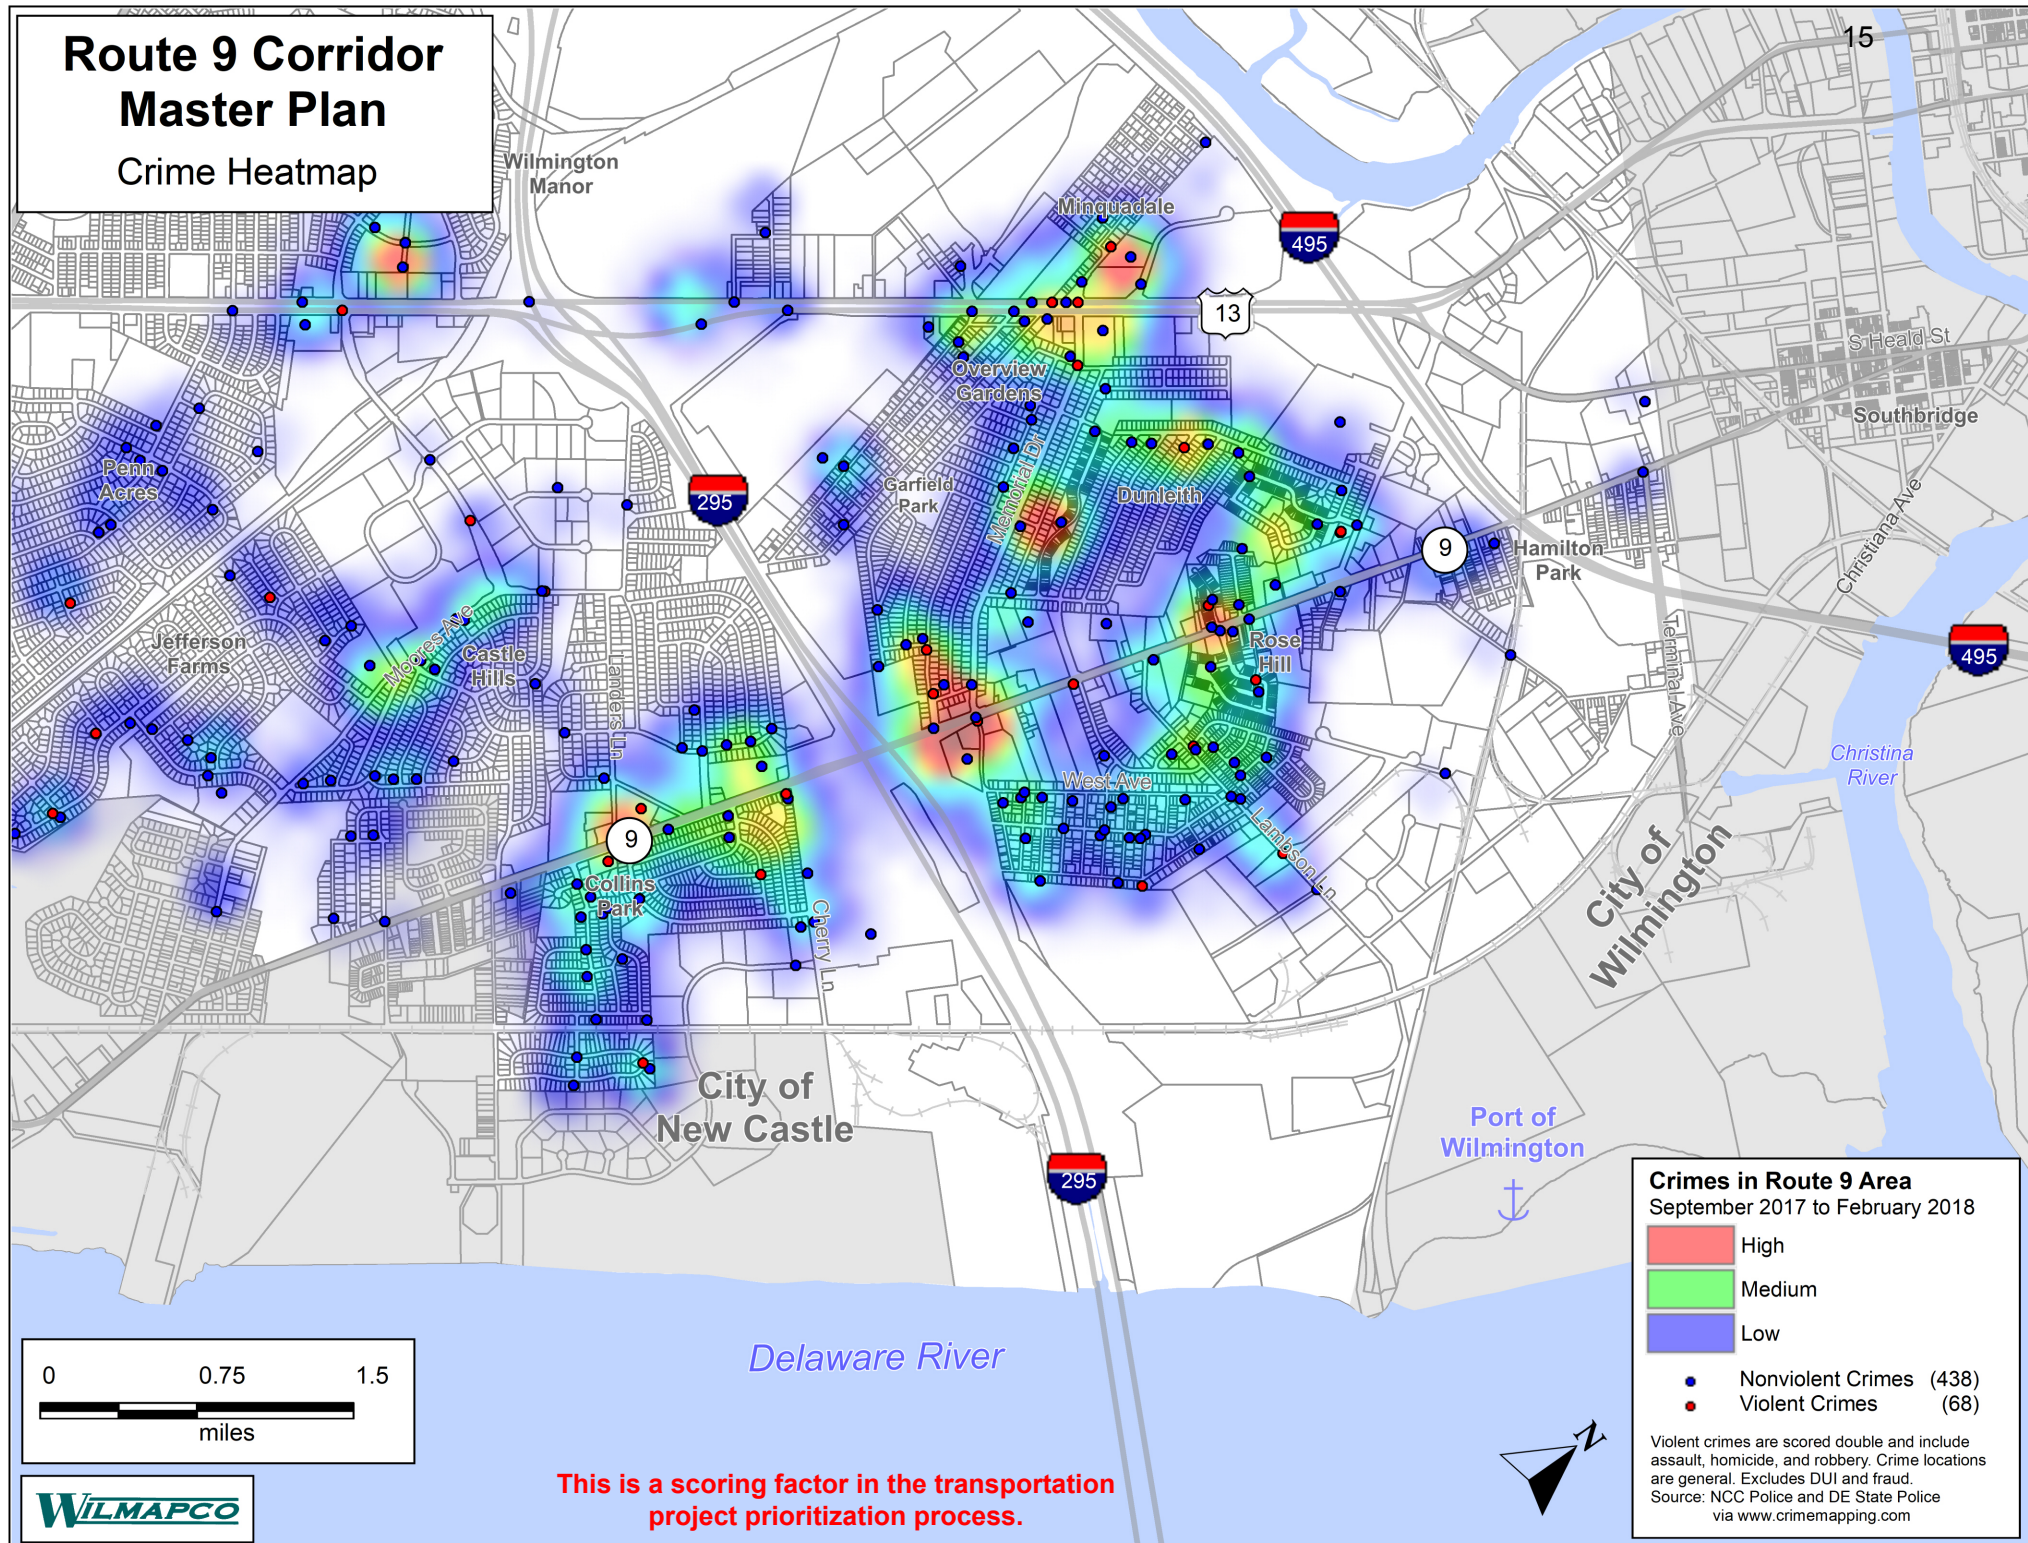 Route 9 Corridor
Master Plan
Crime Heatmap
15
Wilmington
Manor
Minquadale
495
13
S Heald St
Overview
Gardens
Southbridge
Penn
Acres
295
Garfield
Park
Memorial Dr
Dunleith
9
Hamilton
Park
Christiana Ave
Jefferson
Farms
Moores Ave
Castle
Hills
Landers Ln
Rose
Hill
Terminal Ave
495
West Ave
Christina
River
Lambson Ln
9
Collins
Park
Cherry Ln
City of
Wilmington
City of
New Castle
Port of
Wilmington
295
Delaware River
Crimes in Route 9 Area
September 2017 to February 2018
High
Medium
Low
Nonviolent Crimes (438)
Violent Crimes (68)
Violent crimes are scored double and include
assault, homicide, and robbery. Crime locations
are general. Excludes DUI and fraud.
Source: NCC Police and DE State Police
via www.crimemapping.com
0 0.75 1.5
miles
N
WILMAPCO
This is a scoring factor in the transportation
project prioritization process.